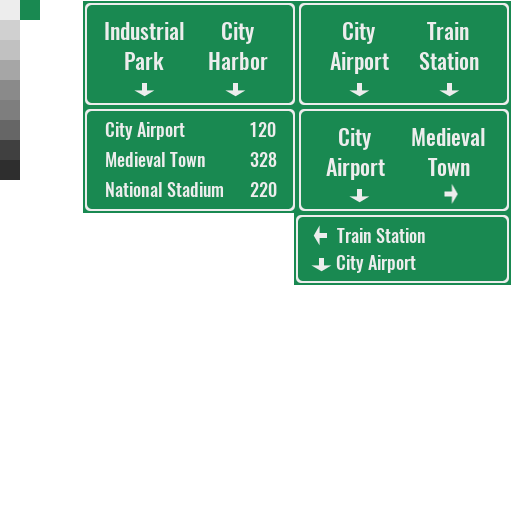 Industrial Park
City Harbor
City Airport
Train Station
City Airport 120
Medieval Town 328
National Stadium 220
City Airport
Medieval Town
Train Station
City Airport